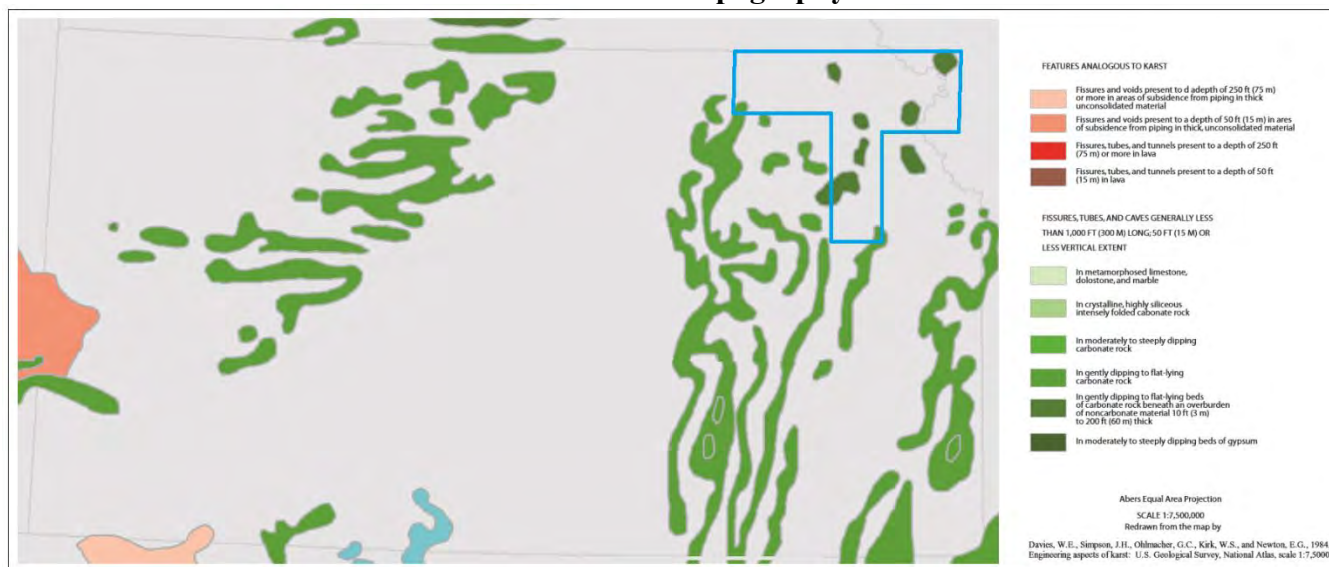 FEATURES ANALOGOUS TO KARST
Fissures and voids present to d adepth of 250 ft (75 m)
or more in areas of subsidence from piping in thick
unconsolidated material
Fissures and voids present to a depth of 50 ft (15 m) in ares
of subsidence from piping in thick, unconsolidated material
Fissures, tubes, and tunnels present to a depth of 250 ft
(75 m) or more in lava
Fissures, tubes, and tunnels present to a depth of 50 ft
(15 m) in lava
FISSURES, TUBES, AND CAVES GENERALLY LESS
THAN 1,000 FT (300 M) LONG; 50 FT (15 M) OR
LESS VERTICAL EXTENT
In metamorphosed limestone,
dolostone, and marble
In crystalline, highly siliceous
intensely folded cabonate rock
In moderately to steeply dipping
carbonate rock
In gently dipping to flat-lying
carbonate rock
In gently dipping to flat-lying beds
of carbonate rock beneath an overburden
of noncarbonate material 10 ft (3 m)
to 200 ft (60 m) thick
In moderately to steeply dipping beds of gypsum
Abers Equal Area Projection
SCALE 1:7,500,000
Redrawn from the map by
Davies, W.E., Simpson, J.H., Ohlmacher, G.C., Kirk, W.S., and Newton, E.G., 1984,
Engineering aspects of karst: U.S. Geological Survey, National Atlas, scale 1:7,5000